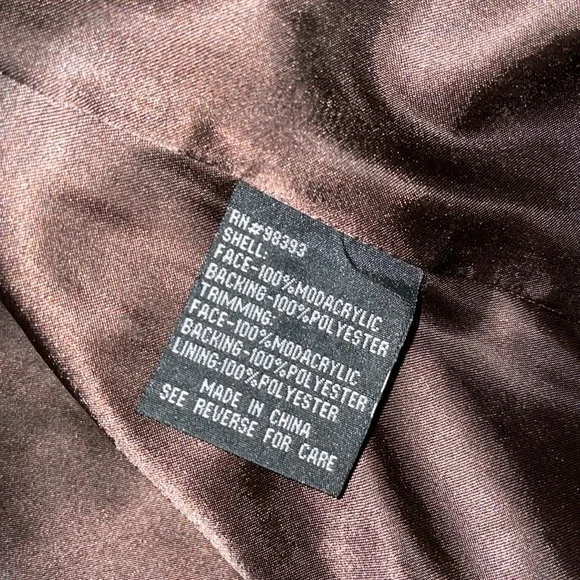 RN#98393
SHELL:
FACE-100%MODACRYLIC
BACKING-100%POLYESTER
TRIMMING:
FACE-100%MODACRYLIC
BACKING-100%POLYESTER
LINING-100%POLYESTER
MADE IN CHINA
SEE REVERSE FOR CARE